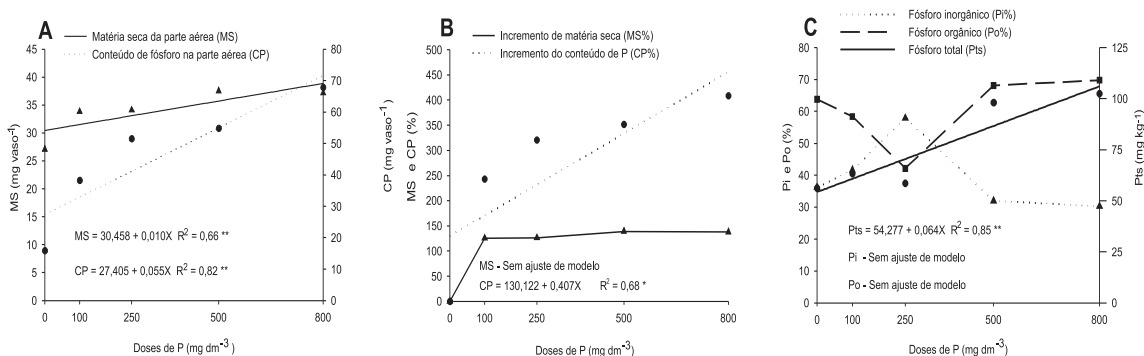 A
Matéria seca da parte aérea (MS)
Conteúdo de fósforo na parte aérea (CP)
45
40
35
30
25
20
15
10
5
0
MS (mg vaso-1)
80
70
60
50
40
30
20
10
0
CP (mg vaso-1)
MS = 30,458 + 0,010X R2 = 0,66 **
CP = 27,405 + 0,055X R2 = 0,82 **
0 100 250 500 800
Doses de P (mg dm-3)
B
Incremento de matéria seca (MS%)
Incremento do conteúdo de P (CP%)
500
450
400
350
300
250
200
150
100
50
0
MS e CP (%)
MS - Sem ajuste de modelo
CP = 130,122 + 0,407X R2 = 0,68 *
0 100 250 500 800
Doses de P (mg dm-3)
C
Fósforo inorgânico (Pi%)
Fósforo orgânico (Po%)
Fósforo total (Pts)
80
70
60
50
40
30
20
10
0
Pi e Po (%)
125
100
75
50
25
0
Pts (mg kg-1)
Pts = 54,277 + 0,064X R2 = 0,85 **
Pi - Sem ajuste de modelo
Po - Sem ajuste de modelo
0 100 250 500 800
Doses de P (mg dm-3)